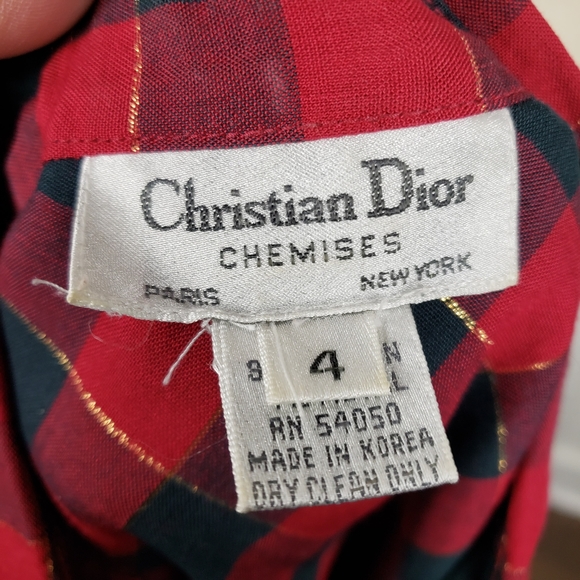 Christian Dior
CHEMISES
PARIS NEW YORK
4
RN 54050
MADE IN KOREA
DRY CLEAN ONLY